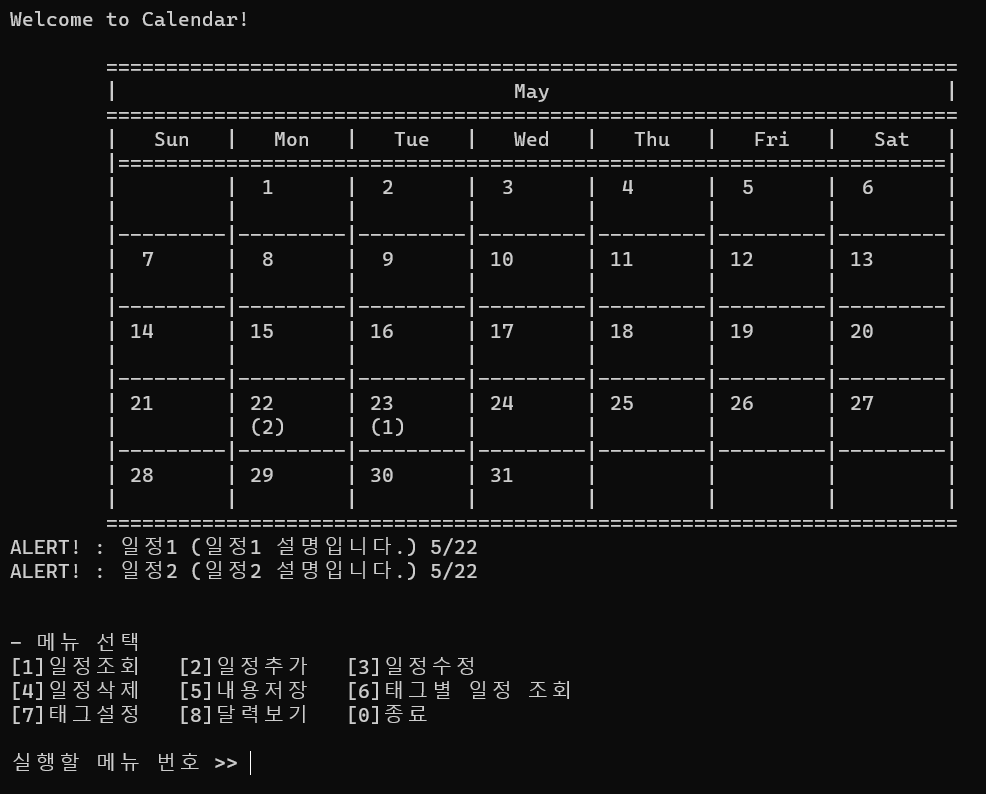 Welcome to Calendar!
=======================================================================
|                                 May                                 |
=======================================================================
|   Sun   |   Mon   |   Tue   |   Wed   |   Thu   |   Fri   |   Sat   |
|=====================================================================|
|         |  1      |  2      |  3      |  4      |  5      |  6      |
|         |         |         |         |         |         |         |
|---------|---------|---------|---------|---------|---------|---------|
|  7      |  8      |  9      | 10      | 11      | 12      | 13      |
|         |         |         |         |         |         |         |
|---------|---------|---------|---------|---------|---------|---------|
| 14      | 15      | 16      | 17      | 18      | 19      | 20      |
|         |         |         |         |         |         |         |
|---------|---------|---------|---------|---------|---------|---------|
| 21      | 22      | 23      | 24      | 25      | 26      | 27      |
|         | (2)     | (1)     |         |         |         |         |
|---------|---------|---------|---------|---------|---------|---------|
| 28      | 29      | 30      | 31      |         |         |         |
|         |         |         |         |         |         |         |
=======================================================================
ALERT! : 일정1 (일정1 설명입니다.) 5/22
ALERT! : 일정2 (일정2 설명입니다.) 5/22
- 메뉴 선택
[1]일정조회   [2]일정추가   [3]일정수정
[4]일정삭제   [5]내용저장   [6]태그별 일정 조회
[7]태그설정   [8]달력보기   [0]종료
실행할 메뉴 번호 >>